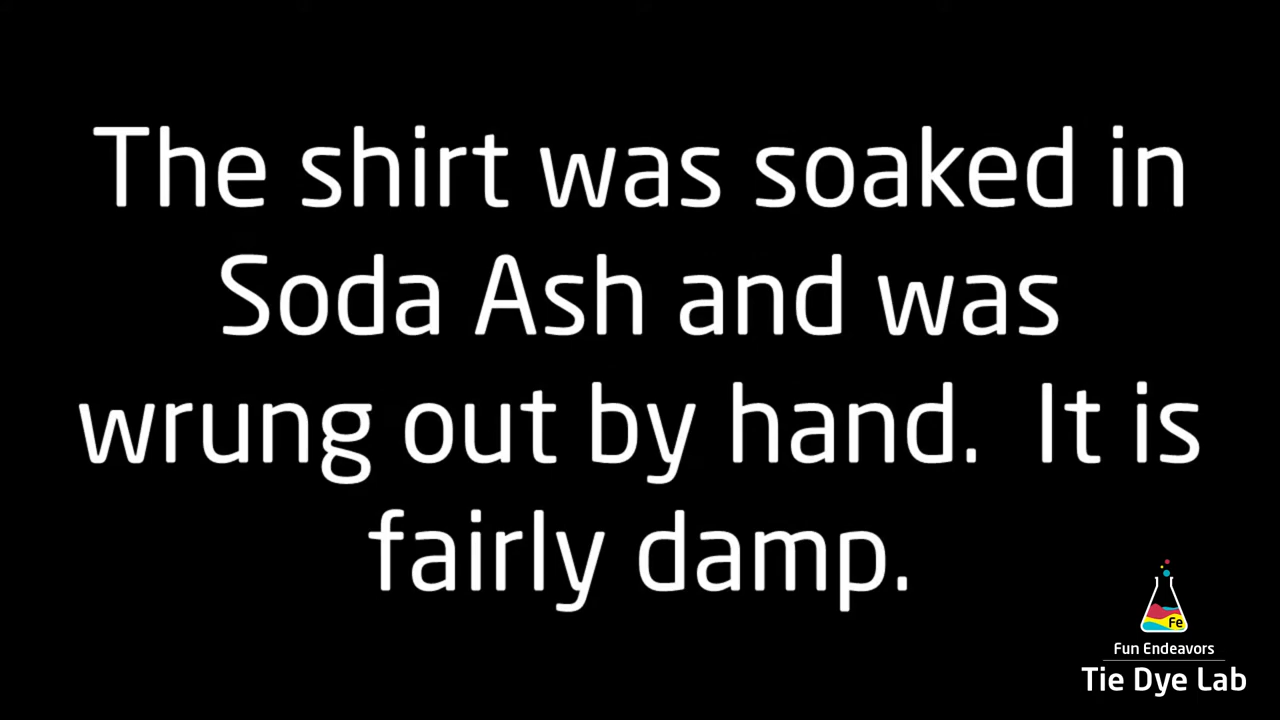 The shirt was soaked in
Soda Ash and was
wrung out by hand.  It is
fairly damp.
Fe
Fun Endeavors
Tie Dye Lab